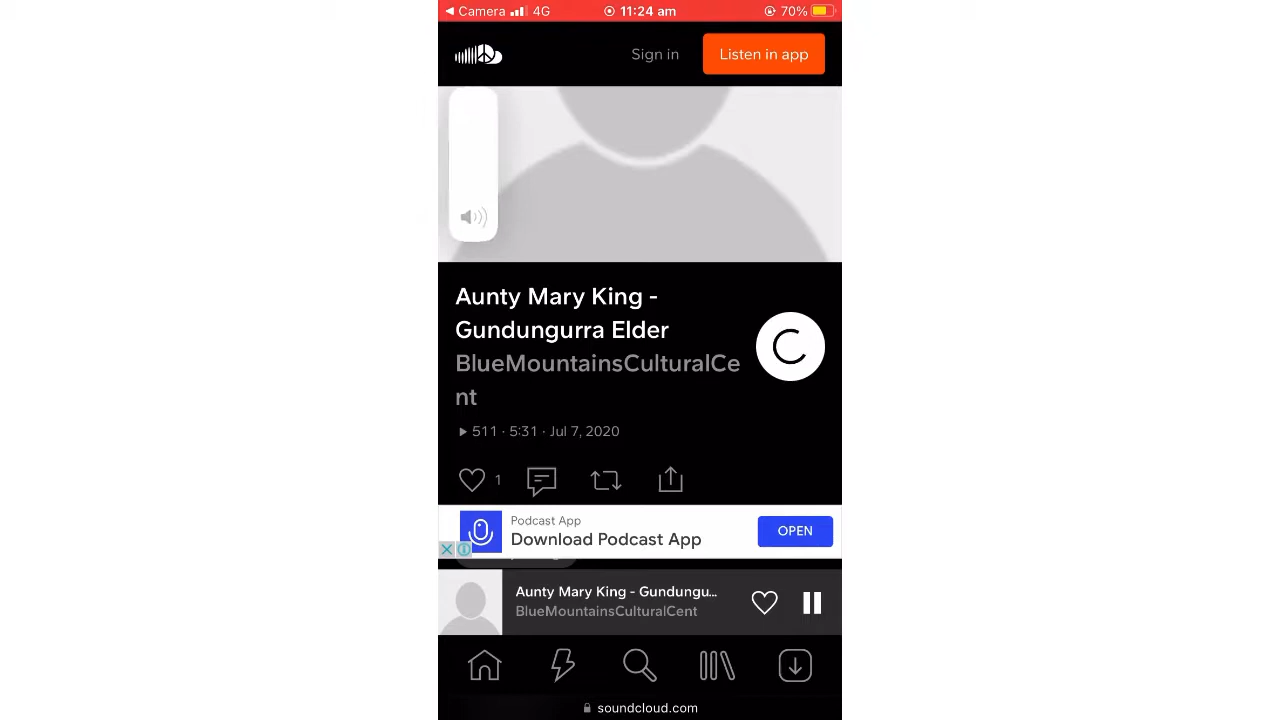 Camera 4G 11:24 am 70%
Sign in Listen in app
Aunty Mary King -
Gundungurra Elder
BlueMountainsCulturalCe
nt
511 · 5:31 · Jul 7, 2020
1
Podcast App
Download Podcast App
OPEN
Aunty Mary King - Gundungu...
BlueMountainsCulturalCent
soundcloud.com